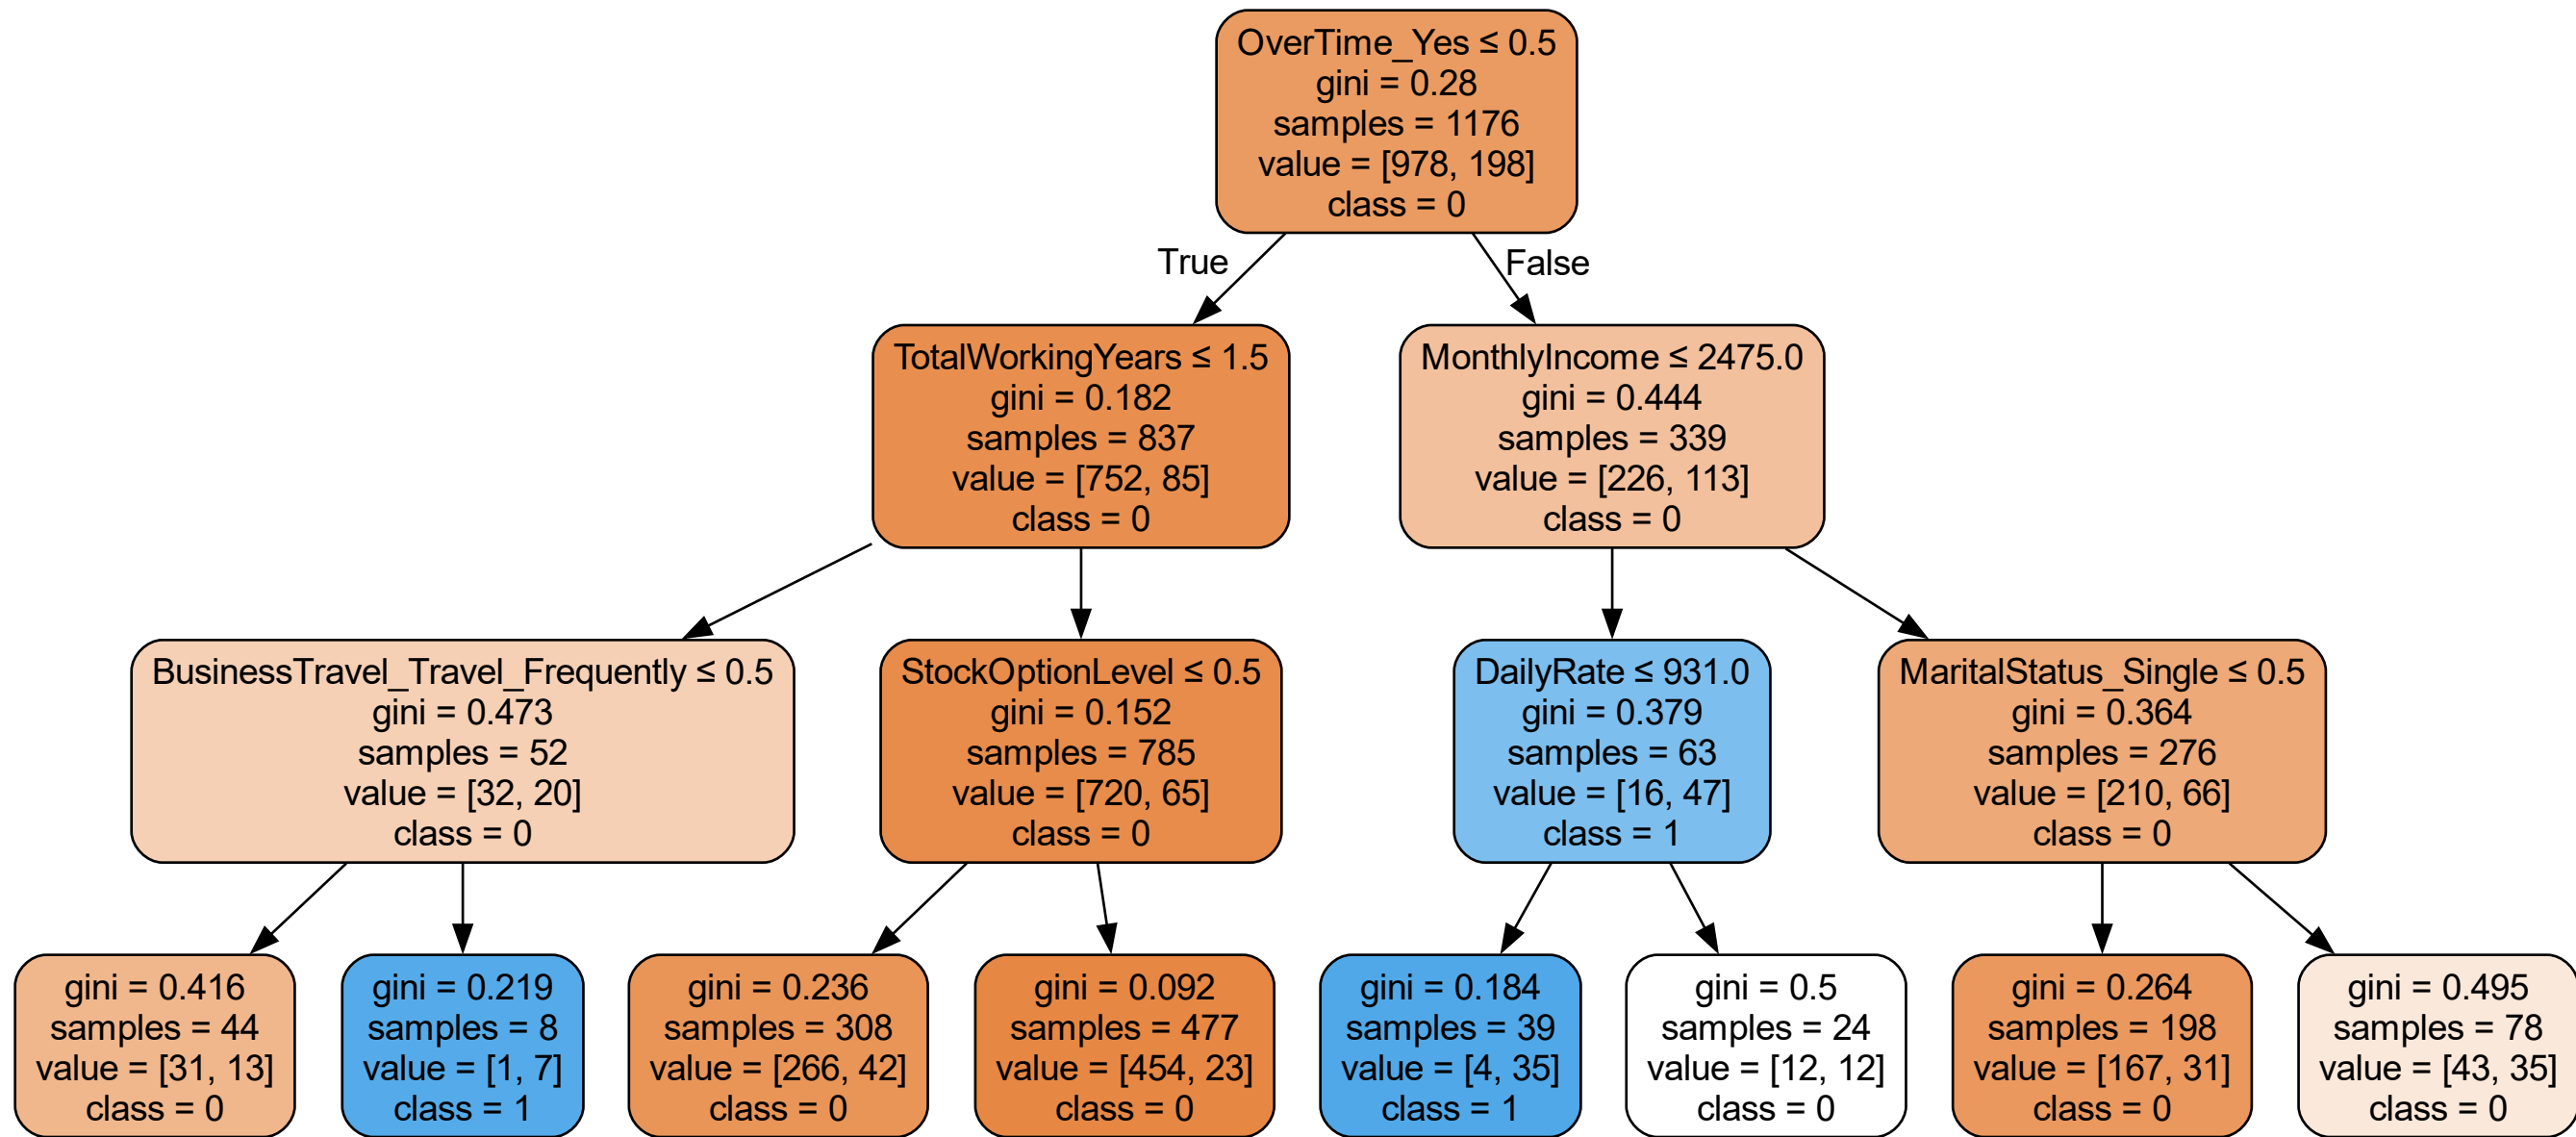 OverTime_Yes ≤ 0.5
gini = 0.28
samples = 1176
value = [978, 198]
class = 0
True
False
TotalWorkingYears ≤ 1.5
gini = 0.182
samples = 837
value = [752, 85]
class = 0
MonthlyIncome ≤ 2475.0
gini = 0.444
samples = 339
value = [226, 113]
class = 0
BusinessTravel_Travel_Frequently ≤ 0.5
gini = 0.473
samples = 52
value = [32, 20]
class = 0
StockOptionLevel ≤ 0.5
gini = 0.152
samples = 785
value = [720, 65]
class = 0
DailyRate ≤ 931.0
gini = 0.379
samples = 63
value = [16, 47]
class = 1
MaritalStatus_Single ≤ 0.5
gini = 0.364
samples = 276
value = [210, 66]
class = 0
gini = 0.416
samples = 44
value = [31, 13]
class = 0
gini = 0.219
samples = 8
value = [1, 7]
class = 1
gini = 0.236
samples = 308
value = [266, 42]
class = 0
gini = 0.092
samples = 477
value = [454, 23]
class = 0
gini = 0.184
samples = 39
value = [4, 35]
class = 1
gini = 0.5
samples = 24
value = [12, 12]
class = 0
gini = 0.264
samples = 198
value = [167, 31]
class = 0
gini = 0.495
samples = 78
value = [43, 35]
class = 0